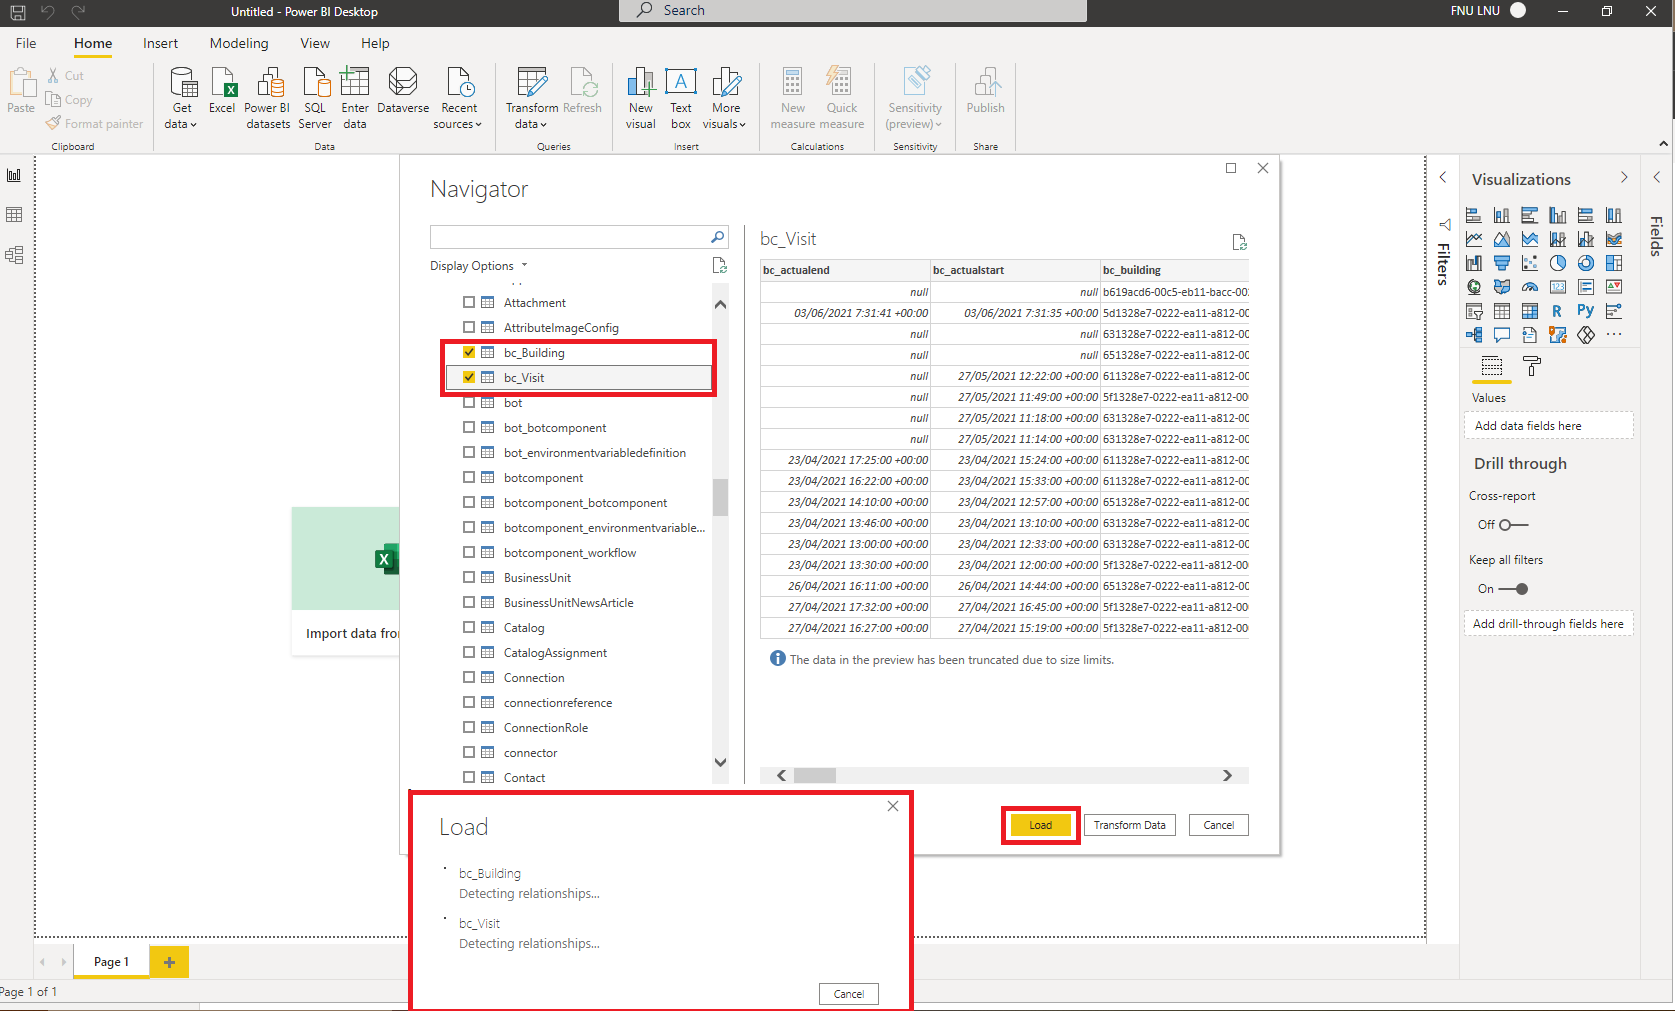 Untitled - Power BI Desktop
Search
FNU LNU
File
Home
Insert
Modeling
View
Help
Paste
Cut
Copy
Format painter
Clipboard
Get data
Excel
Power BI datasets
SQL Server
Enter data
Dataverse
Recent sources
Data
Transform data
Refresh
Queries
New visual
Text box
More visuals
Insert
New measure
Quick measure
Calculations
Sensitivity (preview)
Sensitivity
Publish
Share
Navigator
Display Options
Attachment
AttributeImageConfig
bc_Building
bc_Visit
bot
bot_botcomponent
bot_environmentvariabledefinition
botcomponent
botcomponent_botcomponent
botcomponent_environmentvariable...
botcomponent_workflow
BusinessUnit
BusinessUnitNewsArticle
Catalog
CatalogAssignment
Connection
connectionreference
ConnectionRole
connector
Contact
bc_Visit
bc_actualend bc_actualstart bc_building
null null b619acd6-00c5-eb11-bacc-00
03/06/2021 7:31:41 +00:00 03/06/2021 7:31:35 +00:00 5d1328e7-0222-ea11-a812-00
null null 631328e7-0222-ea11-a812-00
null null 651328e7-0222-ea11-a812-00
null 27/05/2021 12:22:00 +00:00 611328e7-0222-ea11-a812-00
null 27/05/2021 11:49:00 +00:00 5f1328e7-0222-ea11-a812-00
null 27/05/2021 11:18:00 +00:00 631328e7-0222-ea11-a812-00
null 27/05/2021 11:14:00 +00:00 631328e7-0222-ea11-a812-00
23/04/2021 17:25:00 +00:00 23/04/2021 15:24:00 +00:00 611328e7-0222-ea11-a812-00
23/04/2021 16:22:00 +00:00 23/04/2021 15:33:00 +00:00 611328e7-0222-ea11-a812-00
23/04/2021 14:10:00 +00:00 23/04/2021 12:57:00 +00:00 651328e7-0222-ea11-a812-00
23/04/2021 13:46:00 +00:00 23/04/2021 13:10:00 +00:00 631328e7-0222-ea11-a812-00
23/04/2021 13:00:00 +00:00 23/04/2021 12:33:00 +00:00 631328e7-0222-ea11-a812-00
23/04/2021 13:30:00 +00:00 23/04/2021 12:00:00 +00:00 5f1328e7-0222-ea11-a812-00
26/04/2021 16:11:00 +00:00 26/04/2021 14:44:00 +00:00 651328e7-0222-ea11-a812-00
27/04/2021 17:32:00 +00:00 27/04/2021 16:45:00 +00:00 5f1328e7-0222-ea11-a812-00
27/04/2021 16:27:00 +00:00 27/04/2021 15:19:00 +00:00 5f1328e7-0222-ea11-a812-00
The data in the preview has been truncated due to size limits.
Load
Transform Data
Cancel
Import data fro
Load
bc_Building
Detecting relationships...
bc_Visit
Detecting relationships...
Cancel
Filters
Visualizations
R
Py
123
Values
Add data fields here
Drill through
Cross-report
Off
Keep all filters
On
Add drill-through fields here
Fields
Page 1
Page 1 of 1